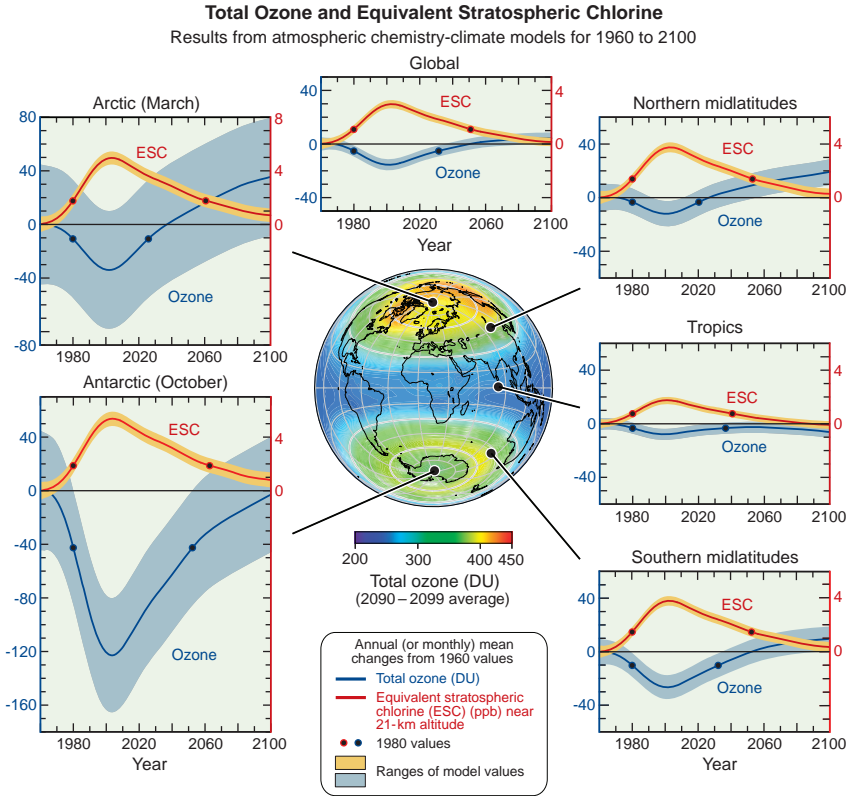 Total Ozone and Equivalent Stratospheric Chlorine
Results from atmospheric chemistry-climate models for 1960 to 2100
Global
40
0
-40
4
2
0
ESC
Ozone
1980 2020 2060 2100
Year
Arctic (March)
80
40
0
-40
-80
8
4
0
ESC
Ozone
1980 2020 2060 2100
Northern midlatitudes
40
0
-40
4
2
0
ESC
Ozone
1980 2020 2060 2100
Antarctic (October)
40
0
-40
-80
-120
-160
4
0
ESC
Ozone
1980 2020 2060 2100
Year
Tropics
40
0
-40
4
2
0
ESC
Ozone
1980 2020 2060 2100
Southern midlatitudes
40
0
-40
4
2
0
ESC
Ozone
1980 2020 2060 2100
Year
200 300 400 450
Total ozone (DU)
(2090 – 2099 average)
Annual (or monthly) mean
changes from 1960 values
Total ozone (DU)
Equivalent stratospheric
chlorine (ESC) (ppb) near
21-km altitude
1980 values
Ranges of model values